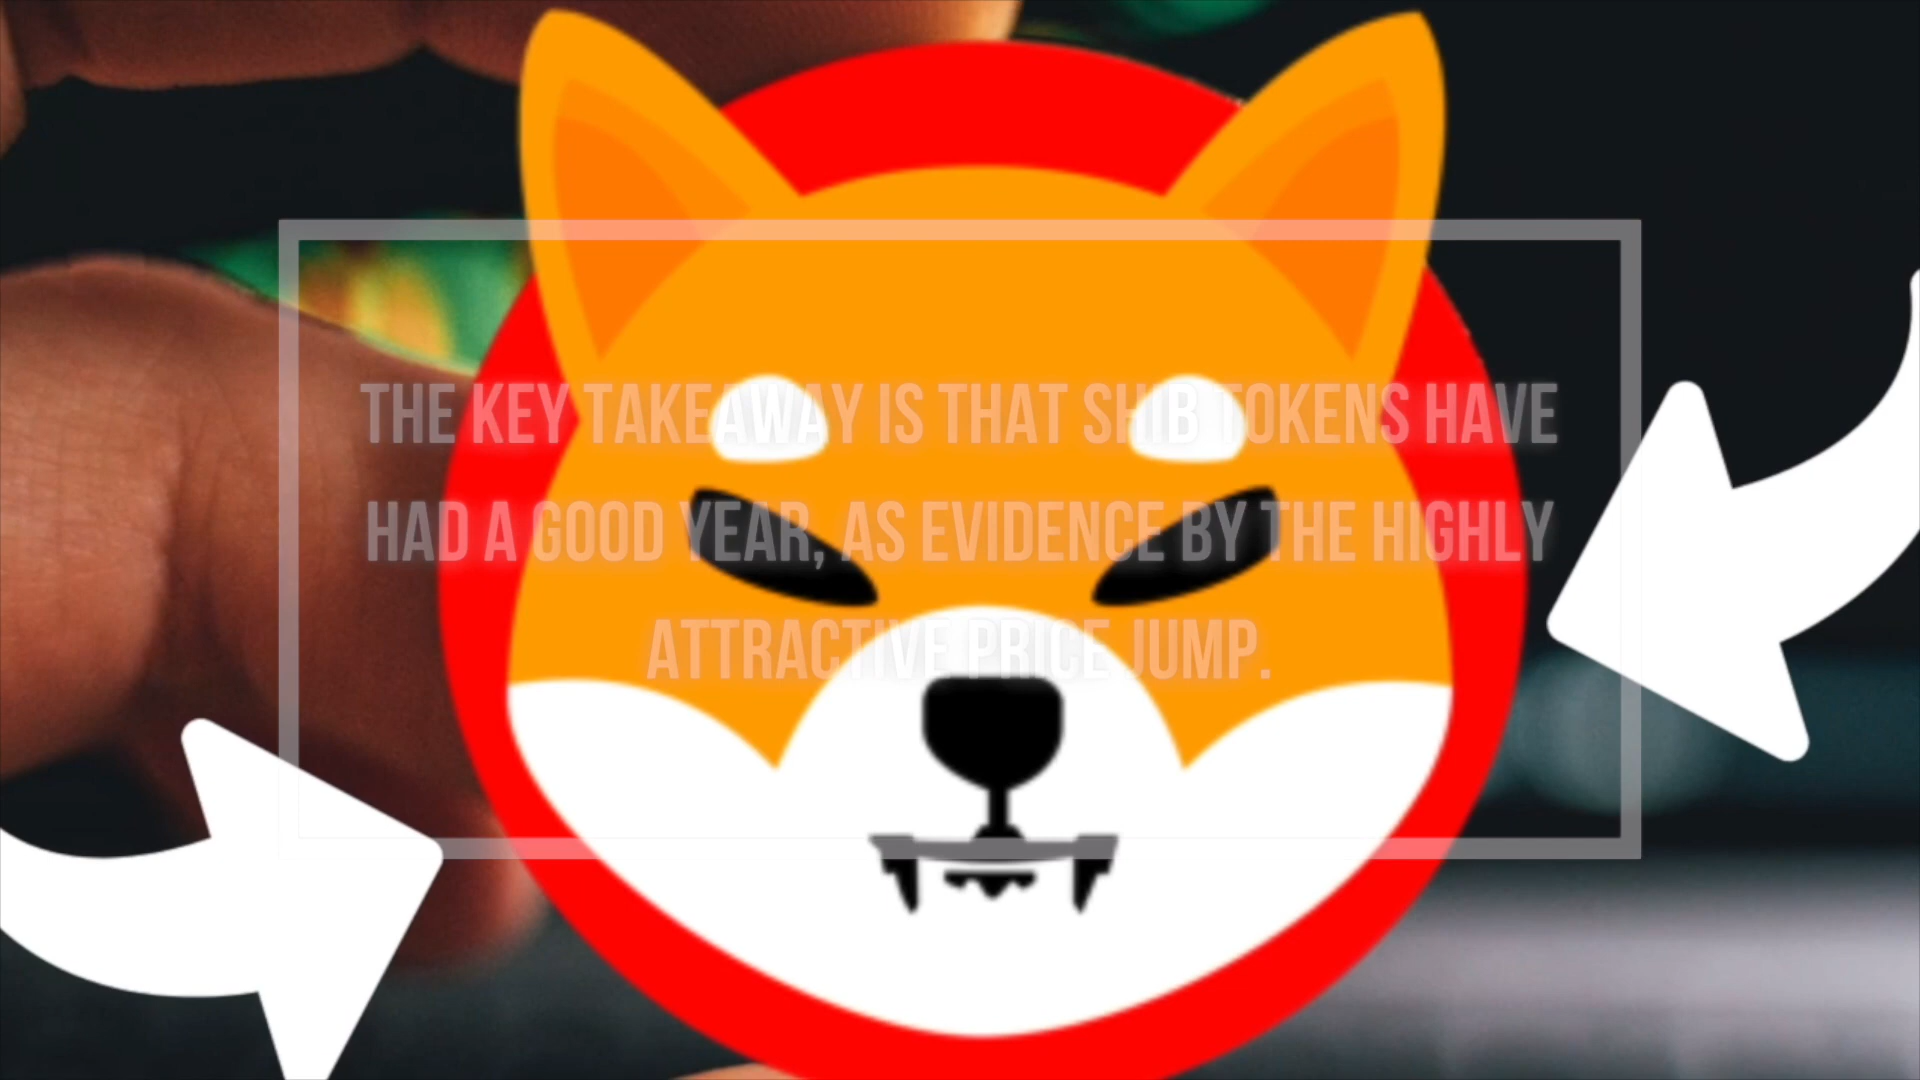 THE KEY TAKEAWAY IS THAT SHIB TOKENS HAVE
HAD A GOOD YEAR, AS EVIDENCE BY THE HIGHLY
ATTRACTIVE PRICE JUMP.